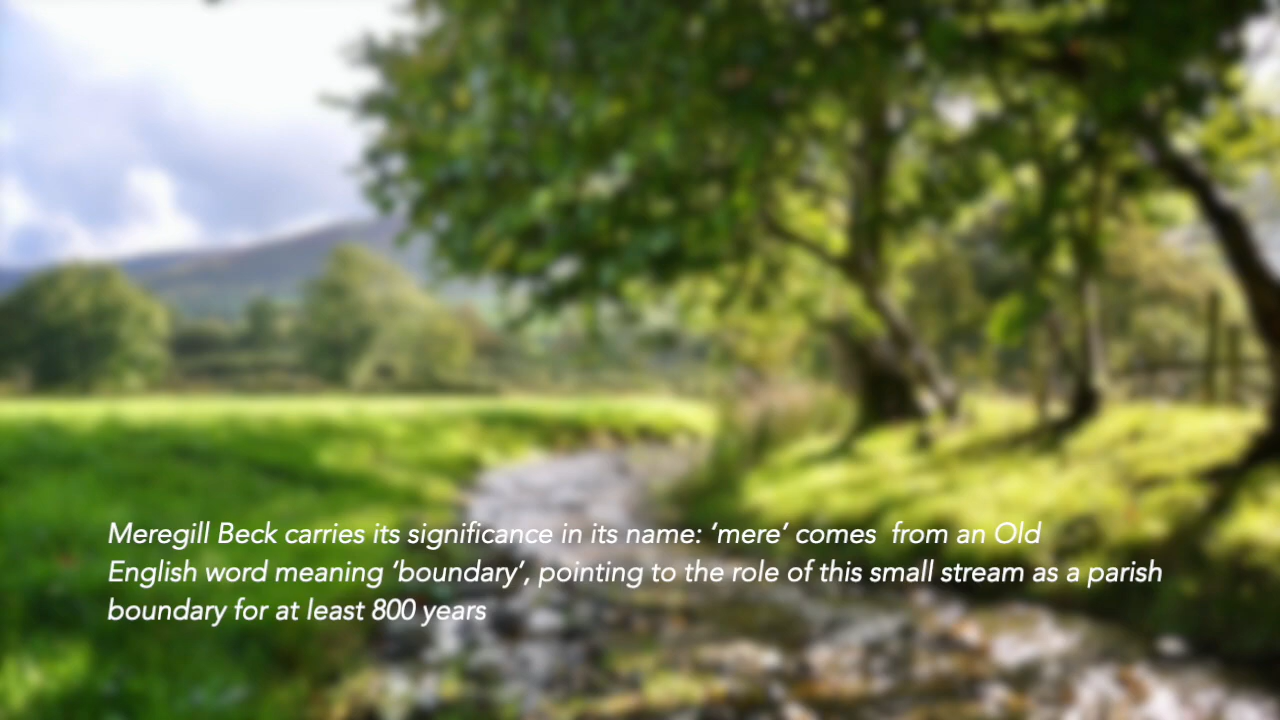 Meregill Beck carries its significance in its name: ‘mere’ comes  from an Old
English word meaning ‘boundary’, pointing to the role of this small stream as a parish
boundary for at least 800 years